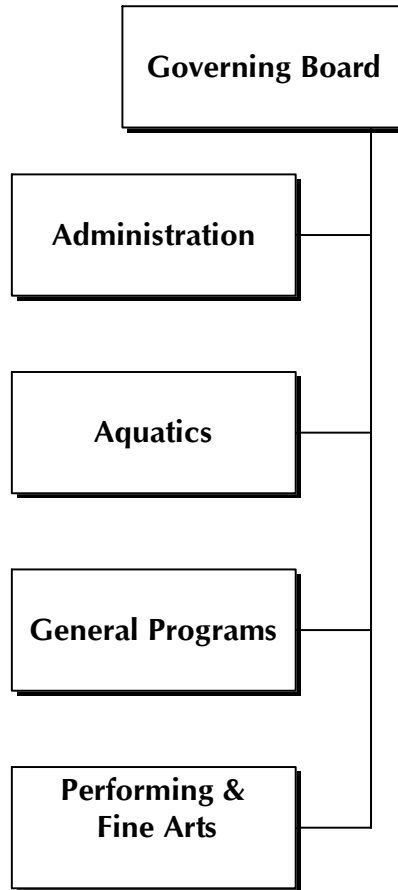 Governing Board
Administration
Aquatics
General Programs
Performing &
Fine Arts